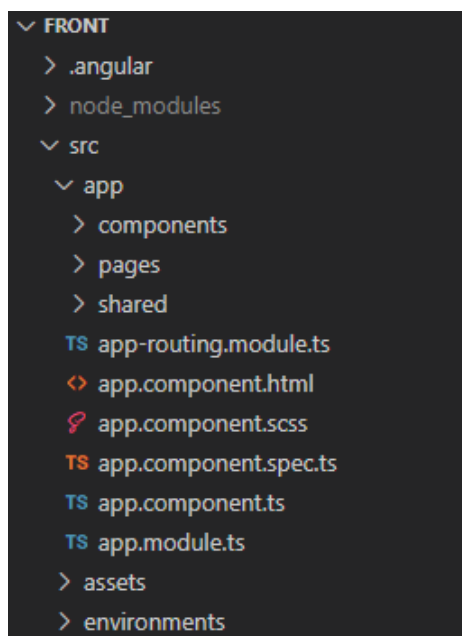 FRONT
.angular
node_modules
src
app
components
pages
shared
TS app-routing.module.ts
<> app.component.html
app.component.scss
TS app.component.spec.ts
TS app.component.ts
TS app.module.ts
assets
environments